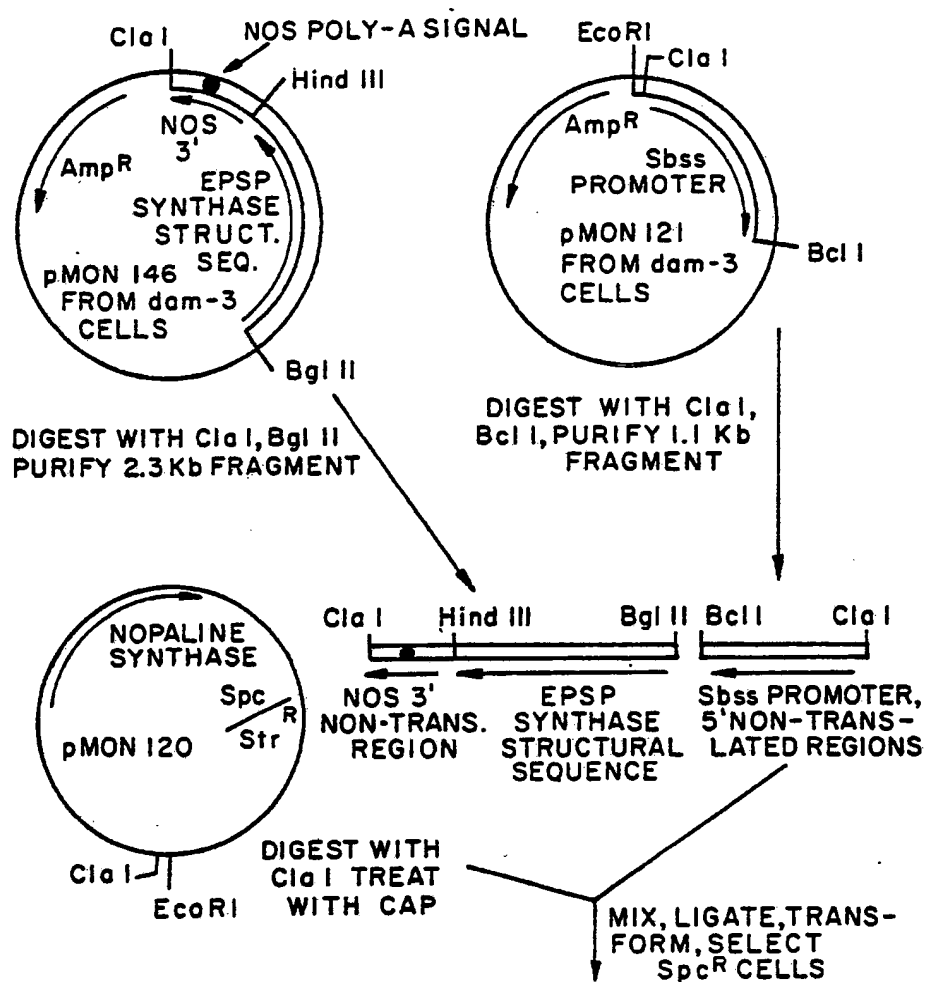 Cla I
NOS POLY-A SIGNAL
Hind III
NOS
3'
AmpR
EPSP
SYNTHASE
STRUCT.
SEQ.
pMON 146
FROM dam-3
CELLS
Bgl II
DIGEST WITH Cla I, Bgl II
PURIFY 2.3 Kb FRAGMENT
EcoRI
Cla I
AmpR
Sbss
PROMOTER
pMON 121
FROM dam-3
CELLS
Bcl I
DIGEST WITH Cla I,
Bcl I, PURIFY 1.1 Kb
FRAGMENT
NOPALINE
SYNTHASE
Spc
R
Str
pMON 120
Cla I
EcoRI
Cla I
Hind III
Bgl II
Bcl I
Cla I
NOS 3'
NON-TRANS.
REGION
EPSP
SYNTHASE
STRUCTURAL
SEQUENCE
Sbss PROMOTER,
5' NON-TRANS-
LATED REGIONS
DIGEST WITH
Cla I TREAT
WITH CAP
MIX, LIGATE, TRANS-
FORM, SELECT
SpcR CELLS